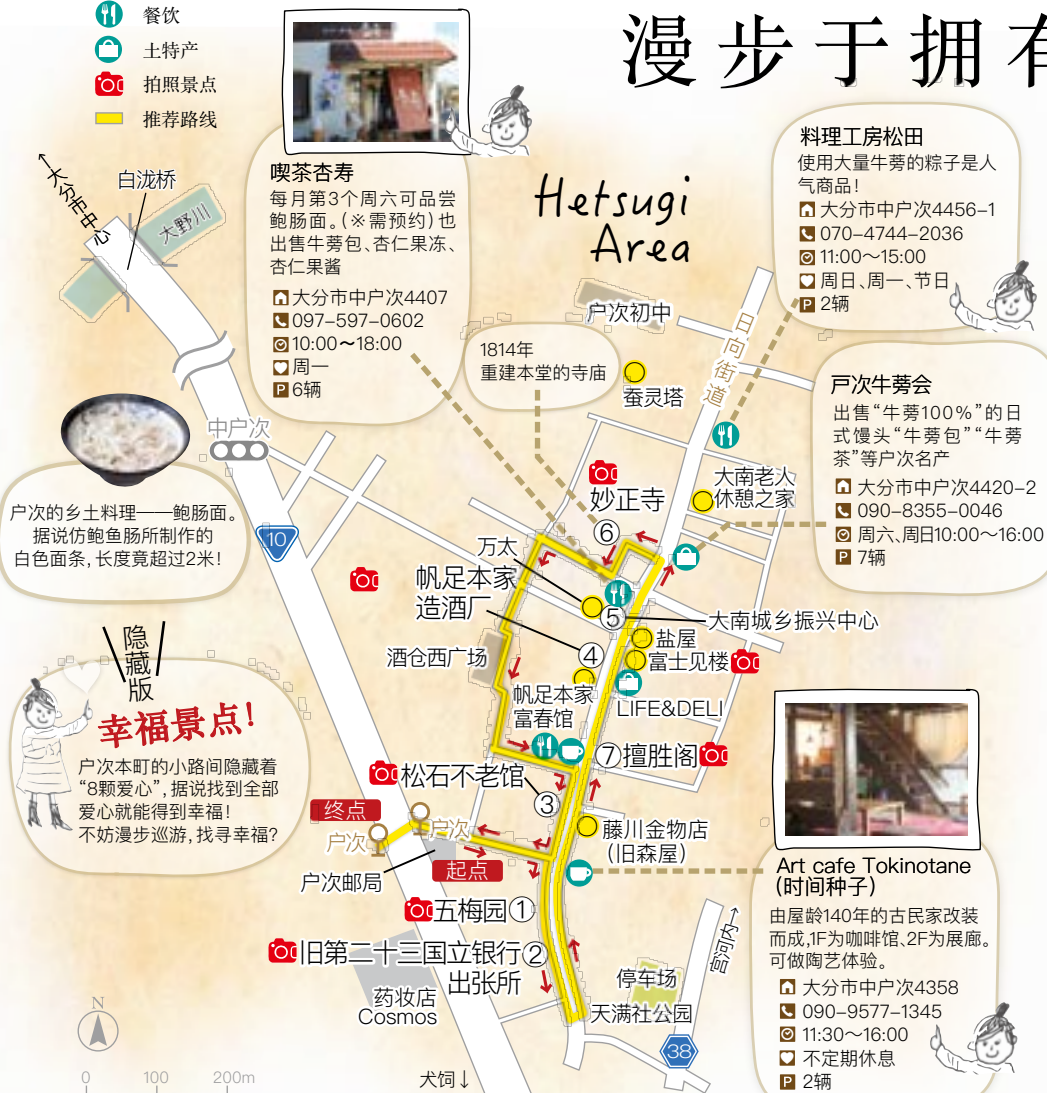 漫步于拥有
餐饮
土特产
拍照景点
推荐路线
Hetsugi
Area
喫茶杏寿
每月第3个周六可品尝
鲍肠面。(※需预约)也
出售牛蒡包、杏仁果冻、
杏仁果酱
大分市中户次4407
097-597-0602
10:00～18:00
周一
P 6辆
料理工房松田
使用大量牛蒡的粽子是人
气商品！
大分市中户次4456-1
070-4744-2036
11:00～15:00
周日、周一、节日
P 2辆
1814年
重建本堂的寺庙
戸次牛蒡会
出售“牛蒡100%”的日
式馒头“牛蒡包”“牛蒡
茶”等户次名产
大分市中户次4420-2
090-8355-0046
周六、周日10:00～16:00
P 7辆
←大分市中心
白泷桥
大野川
中户次
户次初中
日向街道
蚕灵塔
大南老人
休憩之家
妙正寺
⑥
户次的乡土料理——鲍肠面。
据说仿鲍鱼肠所制作的
白色面条，长度竟超过2米！
10
万太
帆足本家
造酒厂
⑤
大南城乡振兴中心
④
盐屋
富士见楼
酒仓西广场
帆足本家
富春馆
LIFE&DELI
隐藏版
幸福景点！
户次本町的小路间隐藏着
“8颗爱心”，据说找到全部
爱心就能得到幸福！
不妨漫步巡游，找寻幸福？
⑦擅胜阁
松石不老馆
③
终点
户次
户次
起点
户次邮局
藤川金物店
（旧森屋）
五梅园①
旧第二十三国立银行②
出张所
药妆店
Cosmos
停车场
天满社公园
宫河内→
38
犬饲↓
Art cafe Tokinotane
（时间种子）
由屋龄140年的古民家改装
而成,1F为咖啡馆、2F为展廊。
可做陶艺体验。
大分市中户次4358
090-9577-1345
11:30～16:00
不定期休息
P 2辆
N
0 100 200m